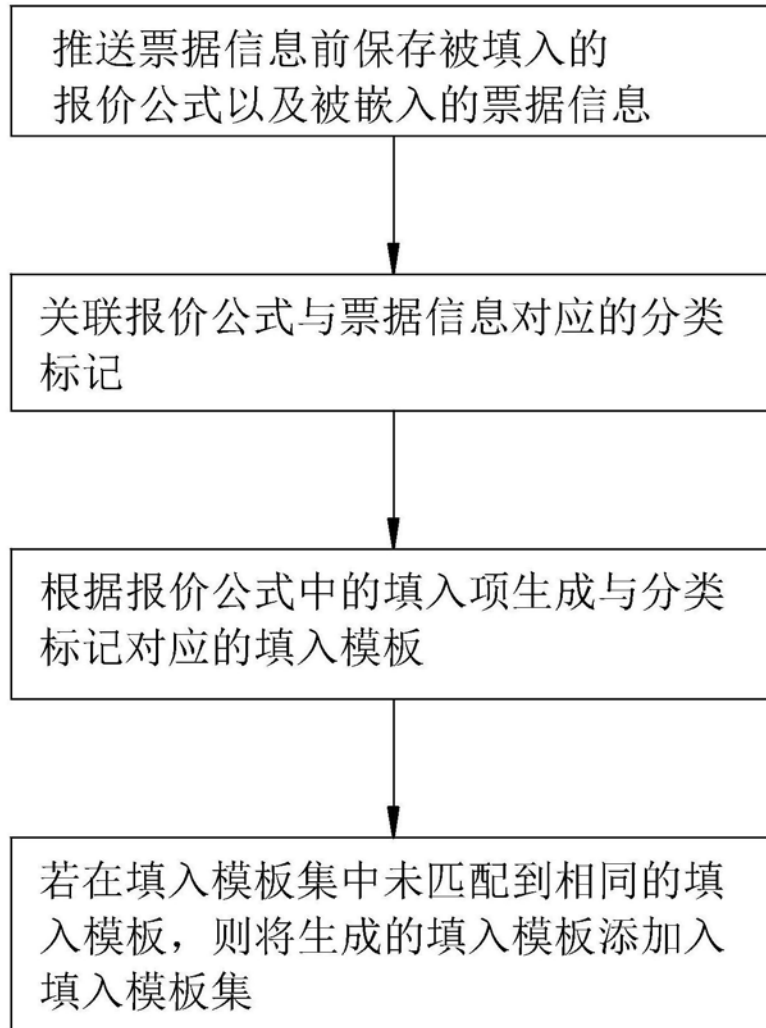 推送票据信息前保存被填入的
报价公式以及被嵌入的票据信息
关联报价公式与票据信息对应的分类
标记
根据报价公式中的填入项生成与分类
标记对应的填入模板
若在填入模板集中未匹配到相同的填
入模板，则将生成的填入模板添加入
填入模板集